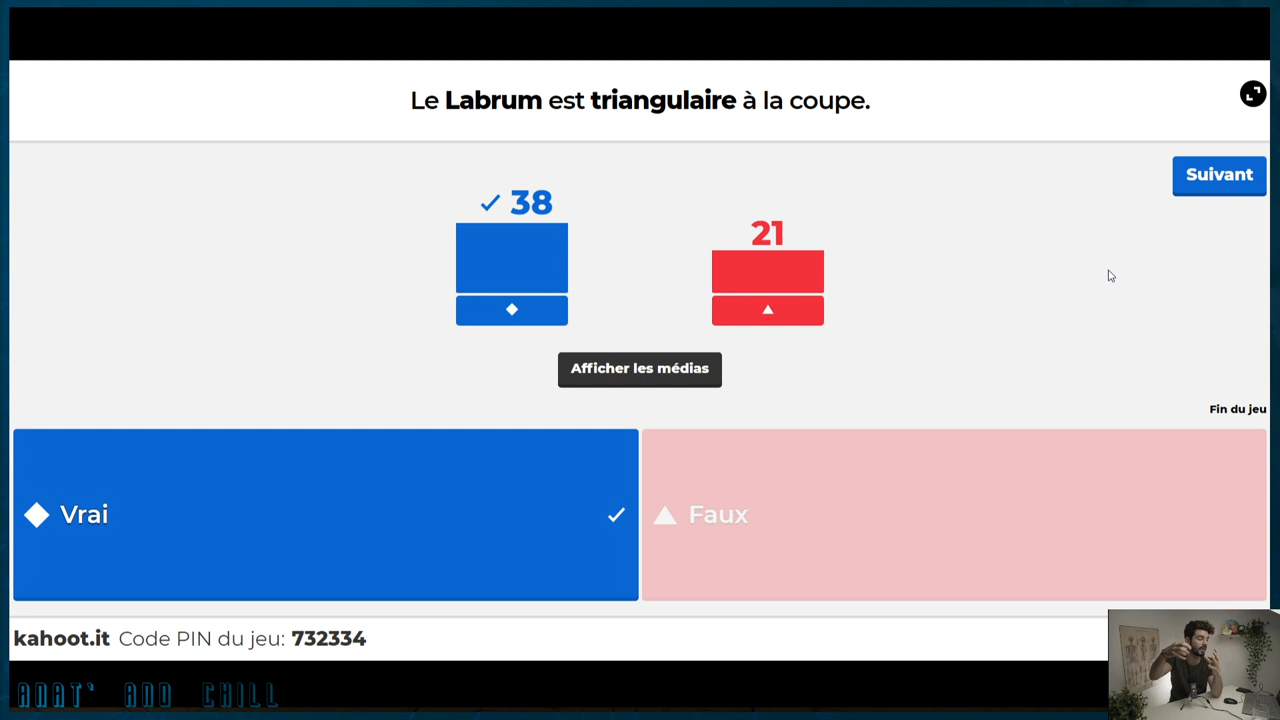 Le Labrum est triangulaire à la coupe.
Suivant
38
21
Afficher les médias
Fin du jeu
Vrai
Faux
kahoot.it Code PIN du jeu: 732334
ANAT' AND CHILL